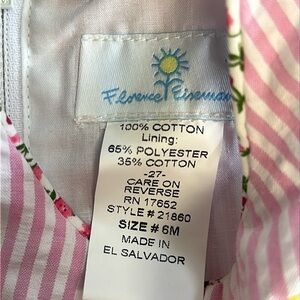 Florence Eiseman
100% COTTON
Lining:
65% POLYESTER
35% COTTON
-27-
CARE ON
REVERSE
RN 17652
STYLE # 21860
SIZE # 6M
MADE IN
EL SALVADOR